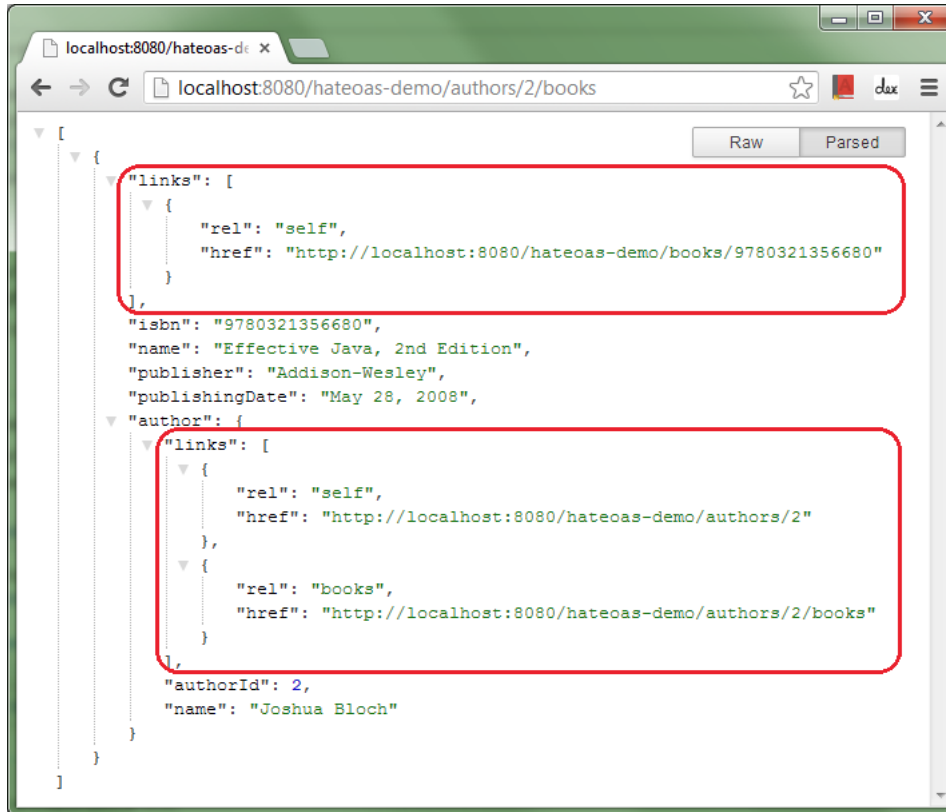 localhost:8080/hateoas-de
localhost:8080/hateoas-demo/authors/2/books
dex
Raw Parsed
[
{
"links": [
{
"rel": "self",
"href": "http://localhost:8080/hateoas-demo/books/9780321356680"
}
],
"isbn": "9780321356680",
"name": "Effective Java, 2nd Edition",
"publisher": "Addison-Wesley",
"publishingDate": "May 28, 2008",
"author": {
"links": [
{
"rel": "self",
"href": "http://localhost:8080/hateoas-demo/authors/2"
},
{
"rel": "books",
"href": "http://localhost:8080/hateoas-demo/authors/2/books"
}
],
"authorId": 2,
"name": "Joshua Bloch"
}
}
]